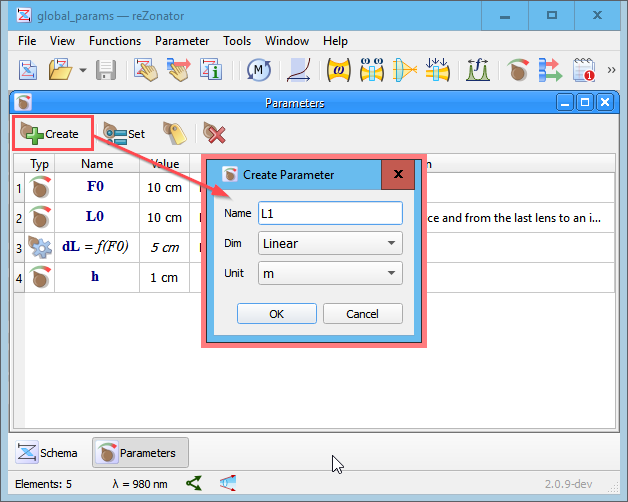 global_params — reZonator
File View Functions Parameter Tools Window Help
Parameters
Create Set
Typ Name Value
1 F0 10 cm
2 L0 10 cm ce and from the last lens to an i...
3 dL = f(F0) 5 cm
4 h 1 cm
Create Parameter
Name L1
Dim Linear
Unit m
OK Cancel
Schema Parameters
Elements: 5 λ = 980 nm 2.0.9-dev